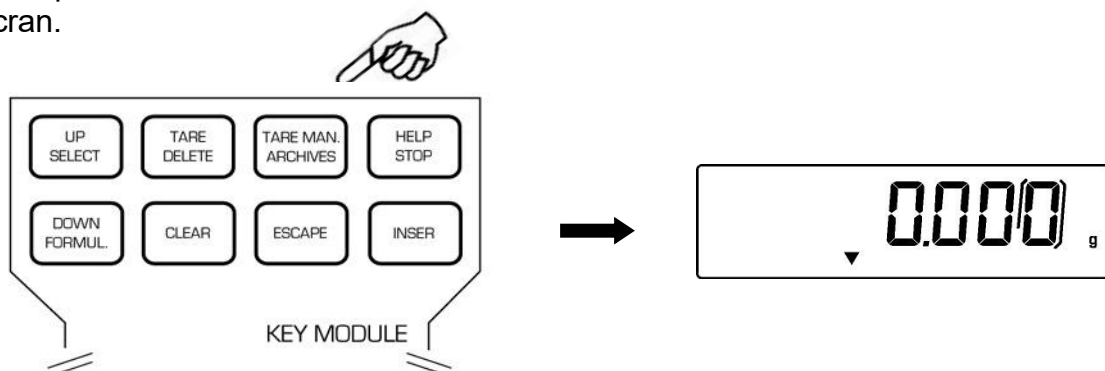 cran.
UP
SELECT
TARE
DELETE
TARE MAN.
ARCHIVES
HELP
STOP
DOWN
FORMUL.
CLEAR
ESCAPE
INSER
KEY MODULE
0.000 g